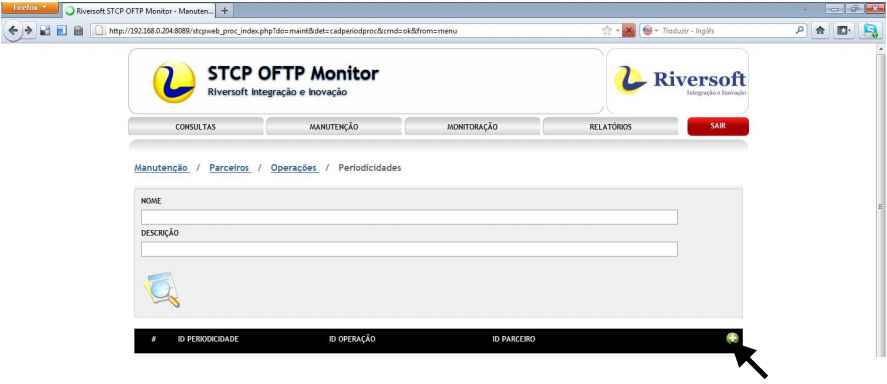 Firefox
Riversoft STCP OFTP Monitor - Manuten...
http://192.168.0.204:8089/stcpweb_proc_index.php?do=maint&det=cadperiodproc&cmd=ok&from=menu
Traduzir - Inglês
STCP OFTP Monitor
Riversoft Integração e Inovação
Riversoft
Integração e Inovação
CONSULTAS MANUTENÇÃO MONITORAÇÃO RELATÓRIOS SAIR
Manutenção / Parceiros / Operações / Periodicidades
NOME
DESCRIÇÃO
# ID PERIODICIDADE ID OPERAÇÃO ID PARCEIRO